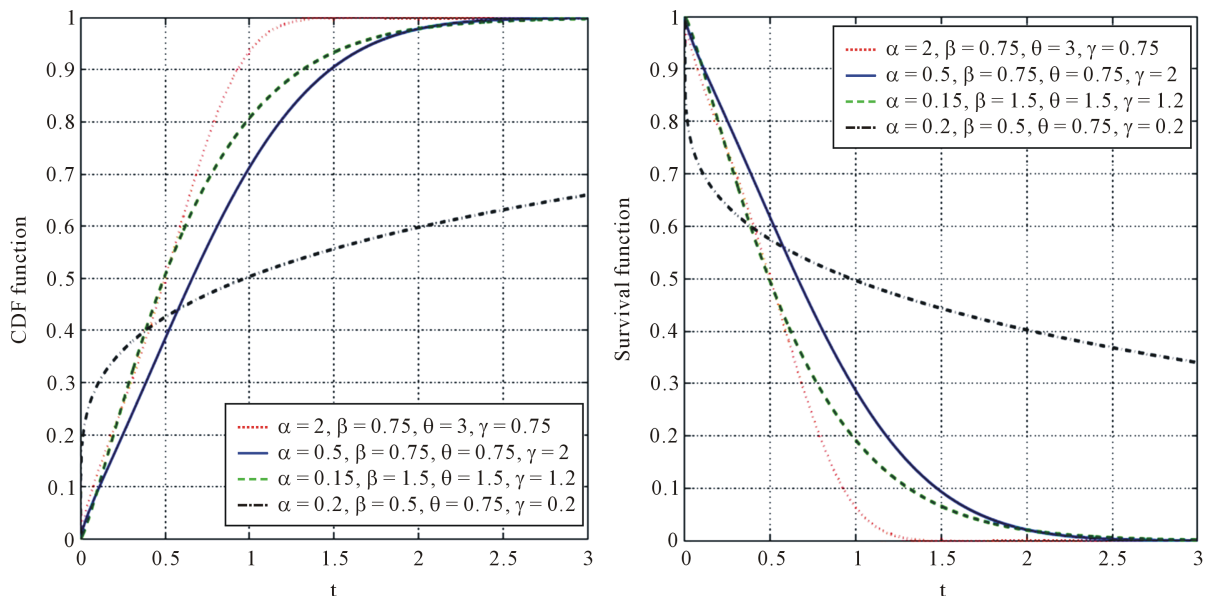 CDF function
1
0.9
0.8
0.7
0.6
0.5
0.4
0.3
0.2
0.1
0
α = 2, β = 0.75, θ = 3, γ = 0.75
α = 0.5, β = 0.75, θ = 0.75, γ = 2
α = 0.15, β = 1.5, θ = 1.5, γ = 1.2
α = 0.2, β = 0.5, θ = 0.75, γ = 0.2
0 0.5 1 1.5 2 2.5 3
t
Survival function
1
0.9
0.8
0.7
0.6
0.5
0.4
0.3
0.2
0.1
0
α = 2, β = 0.75, θ = 3, γ = 0.75
α = 0.5, β = 0.75, θ = 0.75, γ = 2
α = 0.15, β = 1.5, θ = 1.5, γ = 1.2
α = 0.2, β = 0.5, θ = 0.75, γ = 0.2
0 0.5 1 1.5 2 2.5 3
t